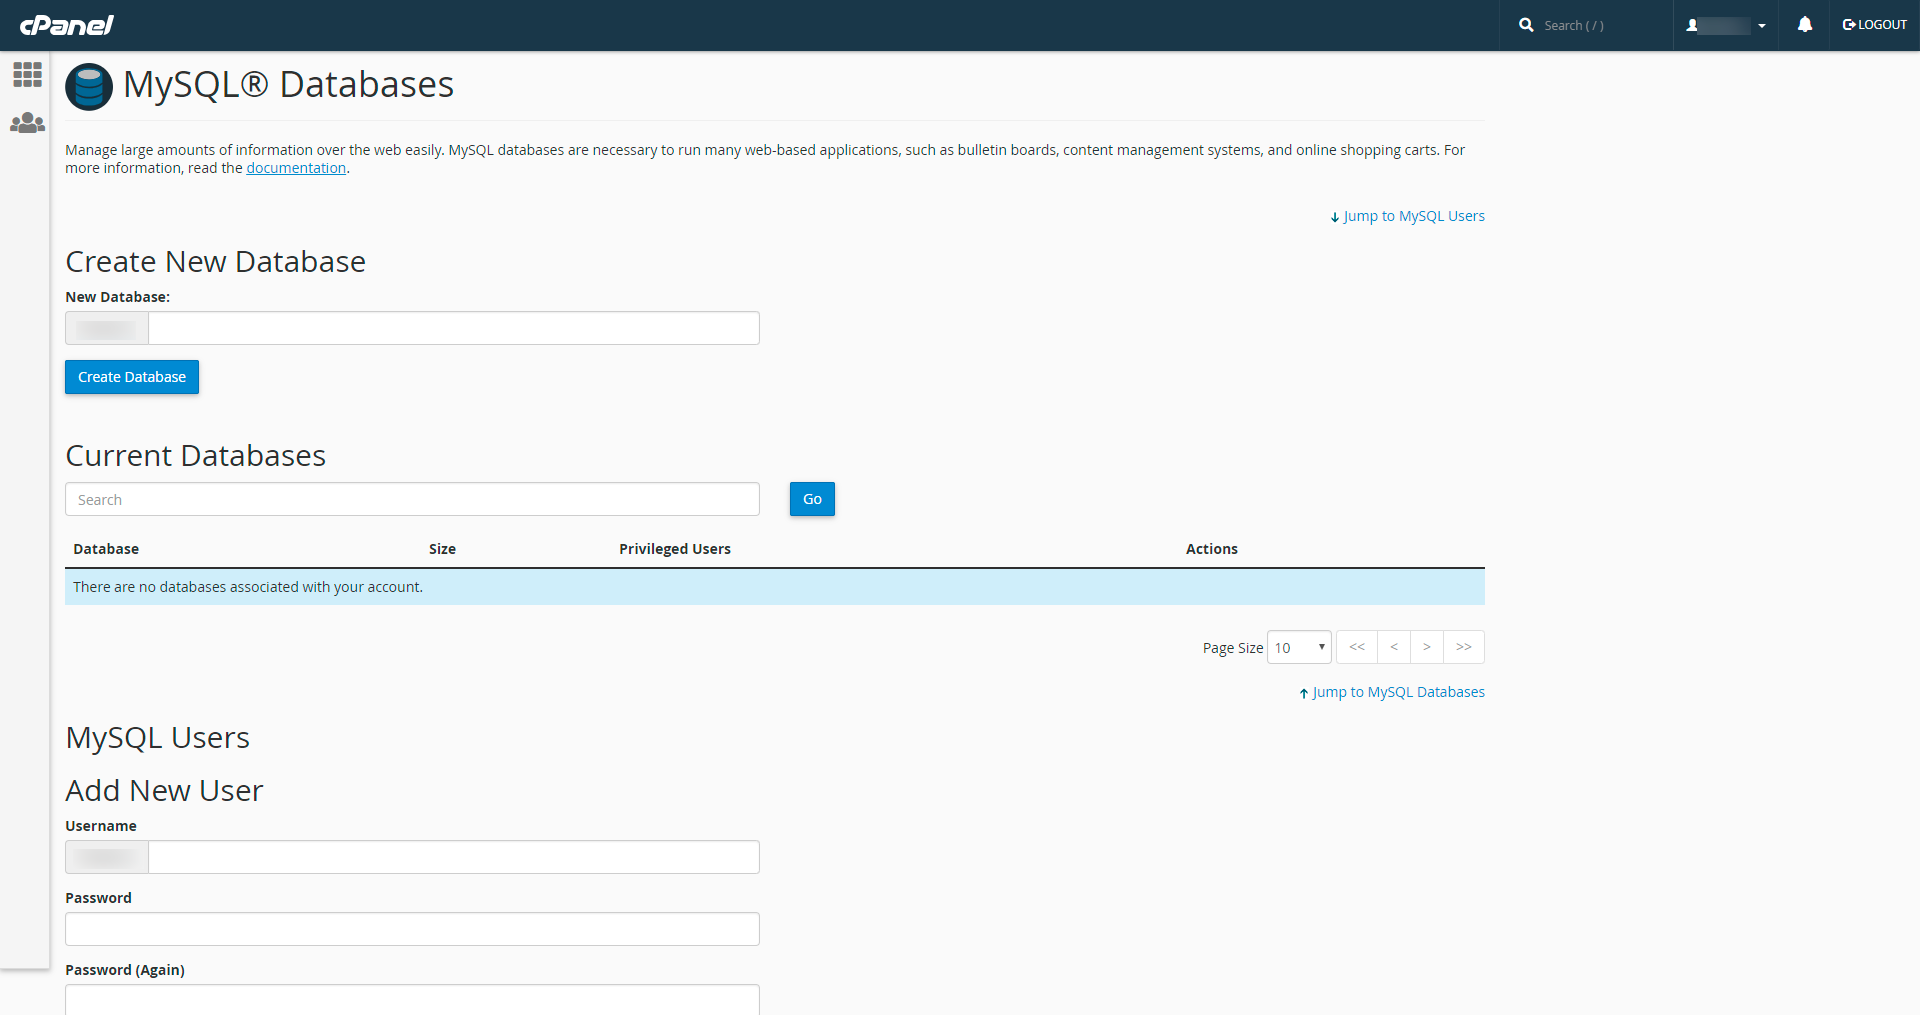 cPanel
Search ( / )
LOGOUT
MySQL® Databases
Manage large amounts of information over the web easily. MySQL databases are necessary to run many web-based applications, such as bulletin boards, content management systems, and online shopping carts. For
more information, read the documentation.
Jump to MySQL Users
Create New Database
New Database:
Create Database
Current Databases
Search
Go
Database Size Privileged Users Actions
There are no databases associated with your account.
Page Size 10 << < > >>
Jump to MySQL Databases
MySQL Users
Add New User
Username
Password
Password (Again)